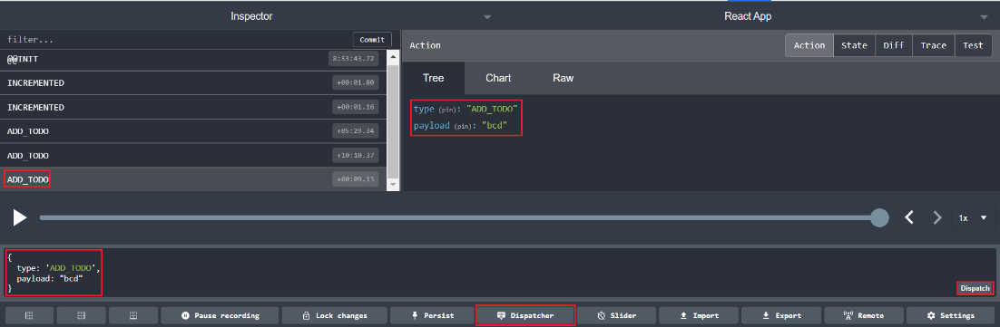 Inspector
React App
filter...
Commit
Action
Action State Diff Trace Test
@@INIT 8:53:43.72
INCREMENTED +00:01.80
INCREMENTED +00:01.16
ADD_TODO +05:29.34
ADD_TODO +10:10.37
ADD_TODO +00:09.13
Tree Chart Raw
type (pin): "ADD_TODO"
payload (pin): "bcd"
1x
{
type: 'ADD_TODO',
payload: "bcd"
}
Dispatch
Pause recording Lock changes Persist Dispatcher Slider Import Export Remote Settings